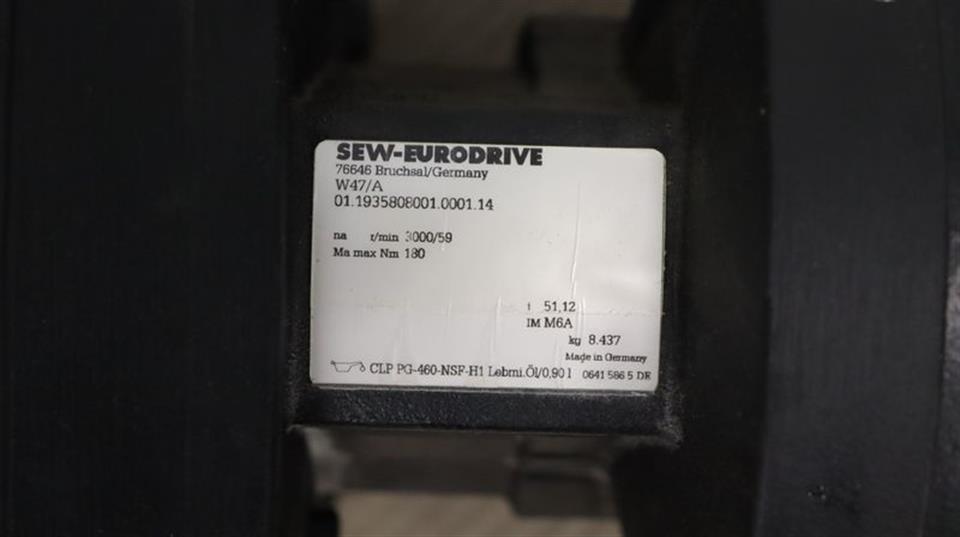 SEW-EURODRIVE
76646 Bruchsal/Germany
W47/A
01.1935808001.0001.14
na r/min 3000/59
Ma max Nm 180
i 51,12
IM M6A
kg 8.437
Made in Germany
CLP PG-460-NSF-H1 Lebmi.Öl/0,90 l 0641 586 5 DE